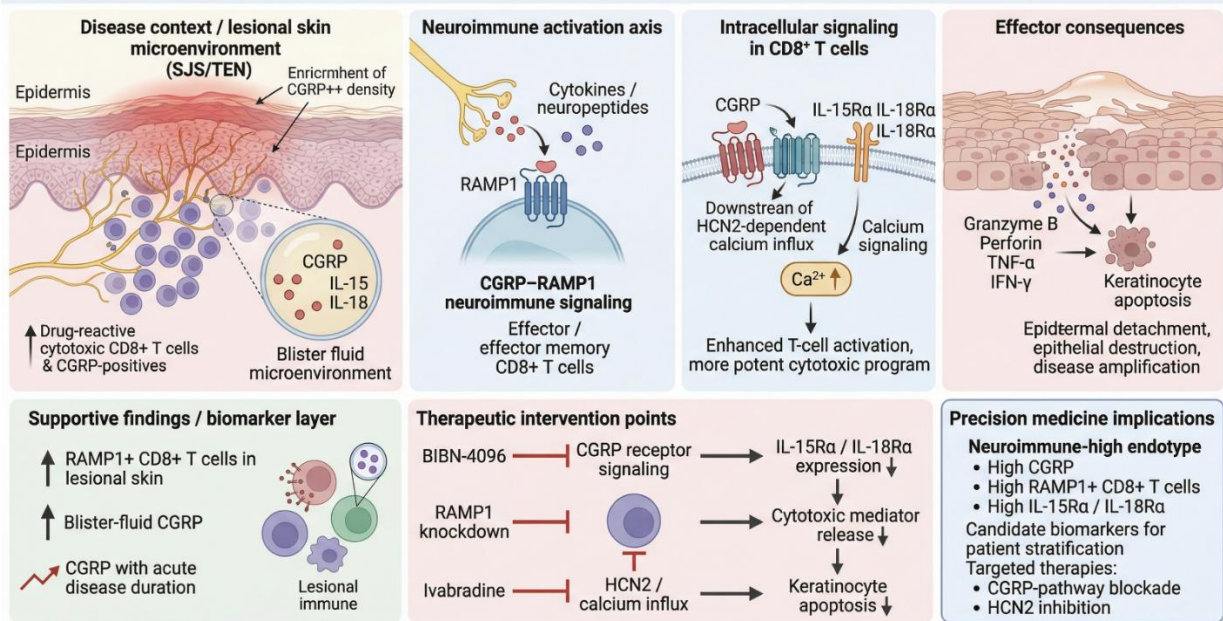 Disease context / lesional skin
microenvironment
(SJS/TEN)
Enricrmhent of
CGRP++ density
Epidermis
Epidermis
CGRP
IL-15
IL-18
↑ Drug-reactive
cytotoxic CD8+ T cells
& CGRP-positives
Blister fluid
microenvironment
Neuroimmune activation axis
Cytokines /
neuropeptides
RAMP1
CGRP–RAMP1
neuroimmune signaling
Effector /
effector memory
CD8+ T cells
Intracellular signaling
in CD8⁺ T cells
CGRP
IL-15Rα IL-18Rα
IL-18Rα
Downstrean of
HCN2-dependent
calcium influx
Calcium
signaling
Ca²⁺ ↑
Enhanced T-cell activation,
more potent cytotoxic program
Effector consequences
Granzyme B
Perforin
TNF-α
IFN-γ
Keratinocyte
apoptosis
Epidermal detachment,
epithelial destruction,
disease amplification
Supportive findings / biomarker layer
↑ RAMP1+ CD8+ T cells in
lesional skin
↑ Blister-fluid CGRP
CGRP with acute
disease duration
Lesional
immune
Therapeutic intervention points
BIBN-4096
CGRP receptor
signaling
IL-15Rα / IL-18Rα
expression ↓
RAMP1
knockdown
Cytotoxic mediator
release ↓
Ivabradine
HCN2 /
calcium influx
Keratinocyte
apoptosis ↓
Precision medicine implications
Neuroimmune-high endotype
• High CGRP
• High RAMP1+ CD8+ T cells
• High IL-15Rα / IL-18Rα
Candidate biomarkers for
patient stratification
Targeted therapies:
• CGRP-pathway blockade
• HCN2 inhibition